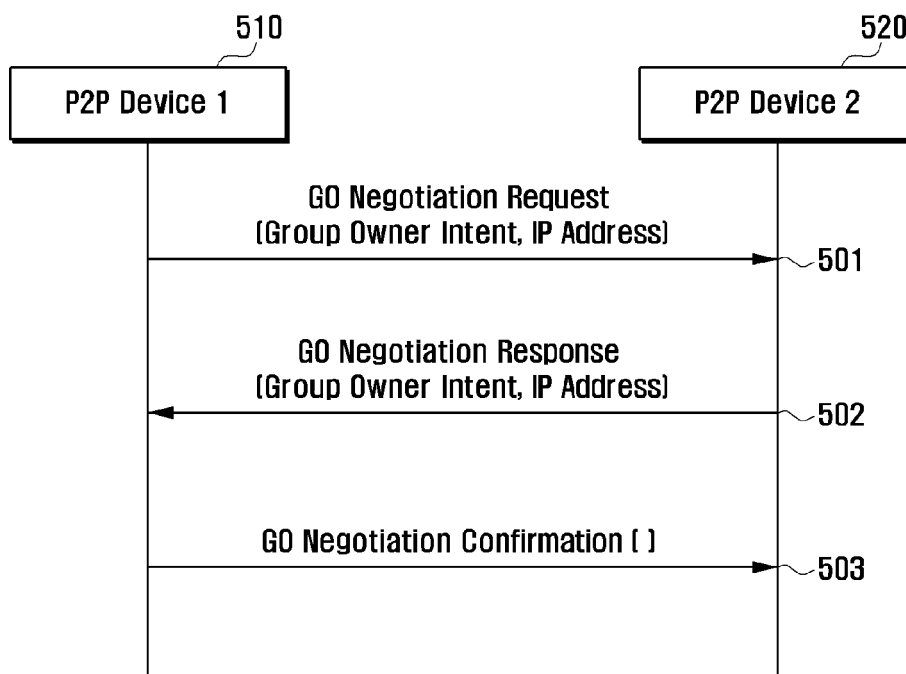 510
520
P2P Device 1
P2P Device 2
GO Negotiation Request
(Group Owner Intent, IP Address)
501
GO Negotiation Response
(Group Owner Intent, IP Address)
502
GO Negotiation Confirmation ( )
503